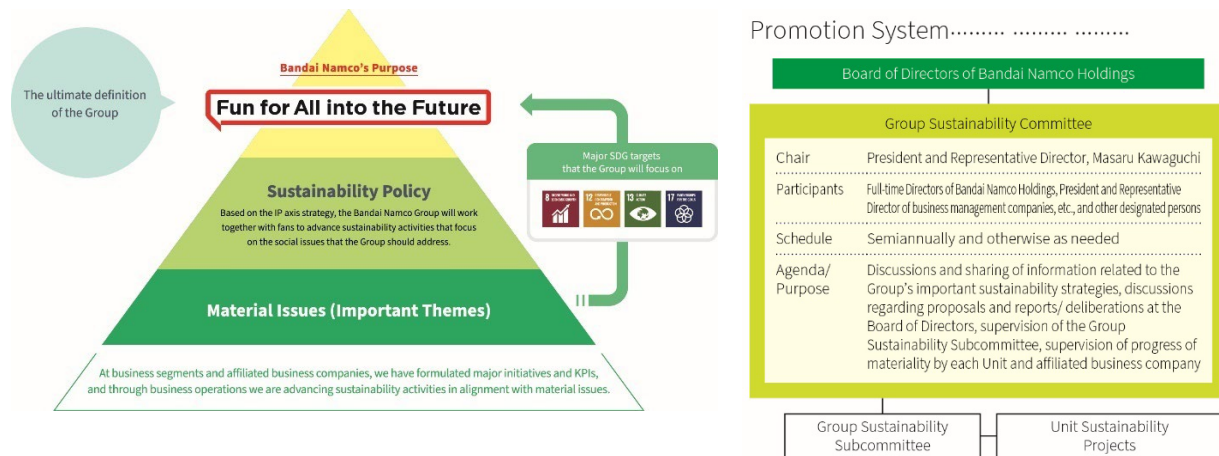 The ultimate definition
of the Group
Bandai Namco's Purpose
Fun for All into the Future
Sustainability Policy
Based on the IP axis strategy, the Bandai Namco Group will work
together with fans to advance sustainability activities that focus
on the social issues that the Group should address.
Material Issues (Important Themes)
At business segments and affiliated business companies, we have formulated major initiatives and KPIs,
and through business operations we are advancing sustainability activities in alignment with material issues.
Major SDG targets
that the Group will focus on
8
12
13
17
Promotion System......... ......... .........
Board of Directors of Bandai Namco Holdings
Group Sustainability Committee
Chair President and Representative Director, Masaru Kawaguchi
Participants Full-time Directors of Bandai Namco Holdings, President and Representative
Director of business management companies, etc., and other designated persons
Schedule Semiannually and otherwise as needed
Agenda/ Discussions and sharing of information related to the
Purpose Group's important sustainability strategies, discussions
regarding proposals and reports/ deliberations at the
Board of Directors, supervision of the Group
Sustainability Subcommittee, supervision of progress of
materiality by each Unit and affiliated business company
Group Sustainability
Subcommittee
Unit Sustainability
Projects